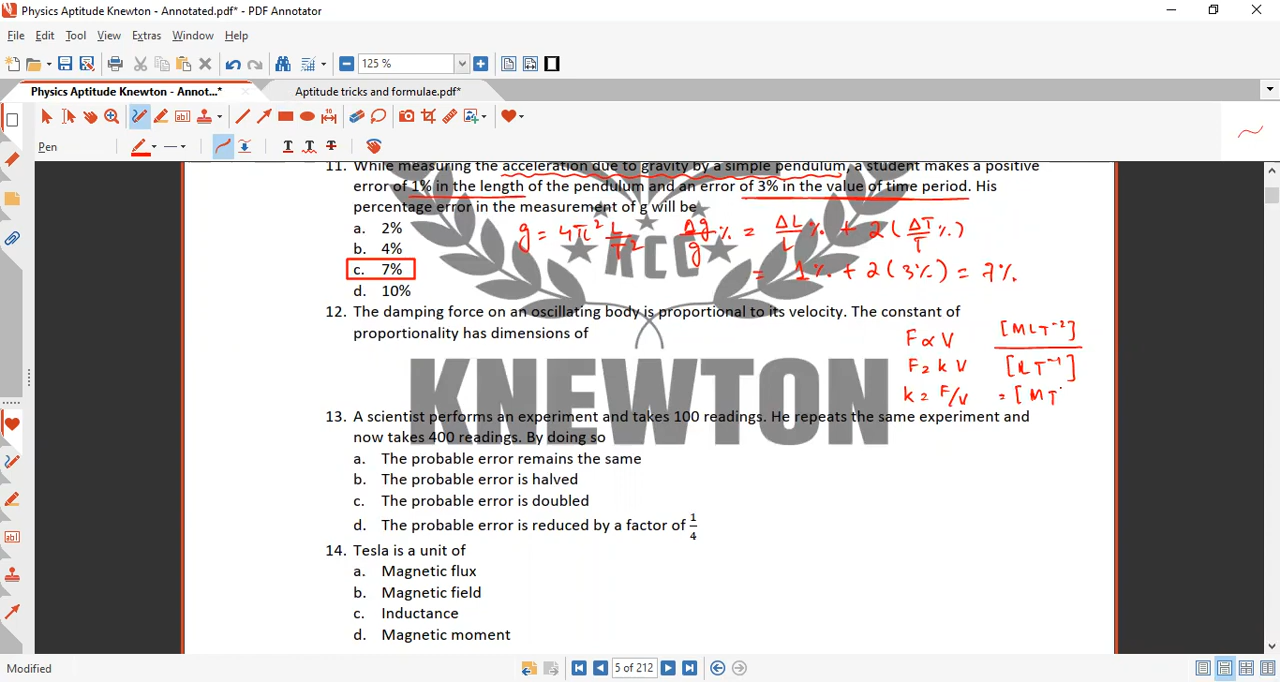 Physics Aptitude Knewton - Annotated.pdf* - PDF Annotator
File Edit Tool View Extras Window Help
125 %
Physics Aptitude Knewton - Annot...* Aptitude tricks and formulae.pdf*
Pen
11. While measuring the acceleration due to gravity by a simple pendulum, a student makes a positive
error of 1% in the length of the pendulum and an error of 3% in the value of time period. His
percentage error in the measurement of g will be
a. 2%
g = 4π² L/T² Δg/g % = ΔL/L % + 2 (ΔT/T %)
b. 4%
c. 7%
= 1% + 2 (3%) = 7%
ACC
d. 10%
12. The damping force on an oscillating body is proportional to its velocity. The constant of
proportionality has dimensions of
F ∝ V [MLT⁻²]
F = k V [LT⁻¹]
k = F/V = [MT
KNEWTON
13. A scientist performs an experiment and takes 100 readings. He repeats the same experiment and
now takes 400 readings. By doing so
a. The probable error remains the same
b. The probable error is halved
c. The probable error is doubled
d. The probable error is reduced by a factor of 1/4
14. Tesla is a unit of
a. Magnetic flux
b. Magnetic field
c. Inductance
d. Magnetic moment
Modified 5 of 212